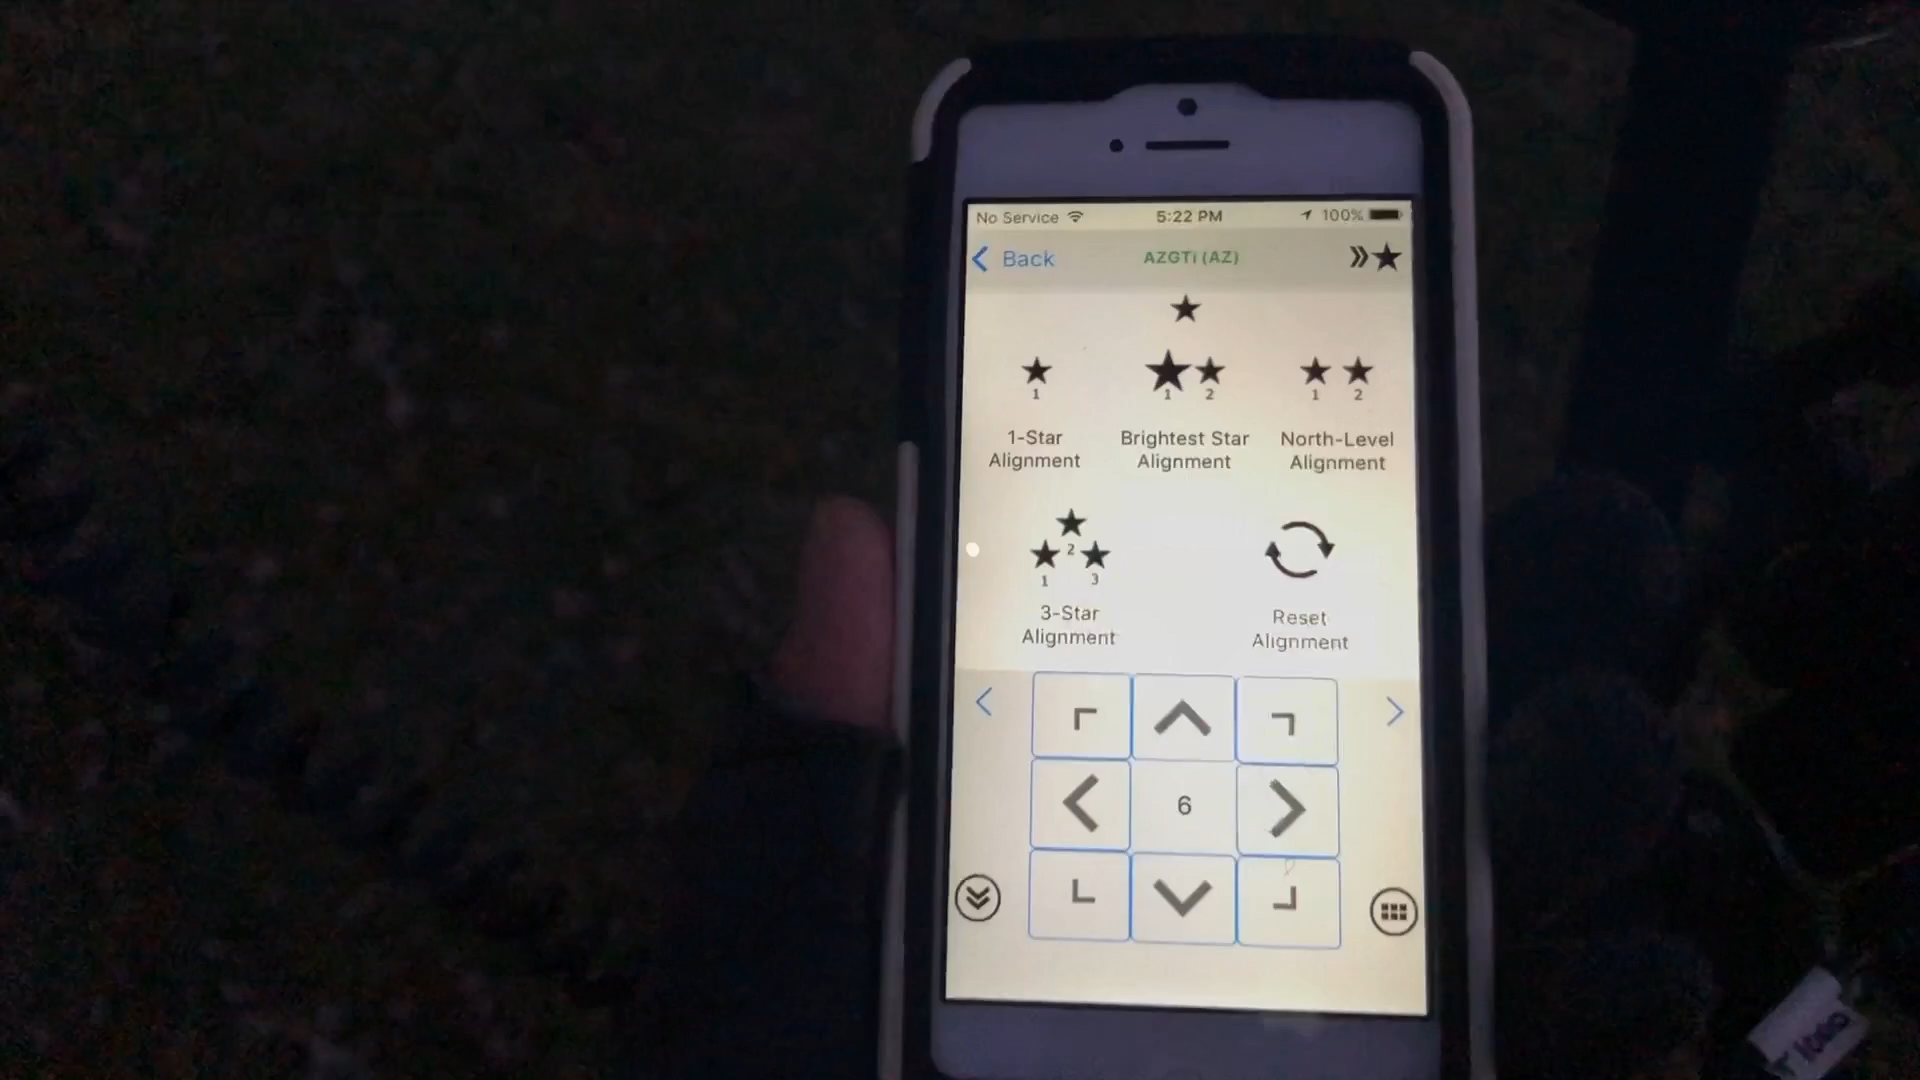 No Service 5:22 PM 100%
Back AZGTi (AZ)
1 1 2 1 2
1-Star Brightest Star North-Level
Alignment Alignment Alignment
2
1 3
3-Star Reset
Alignment Alignment
6